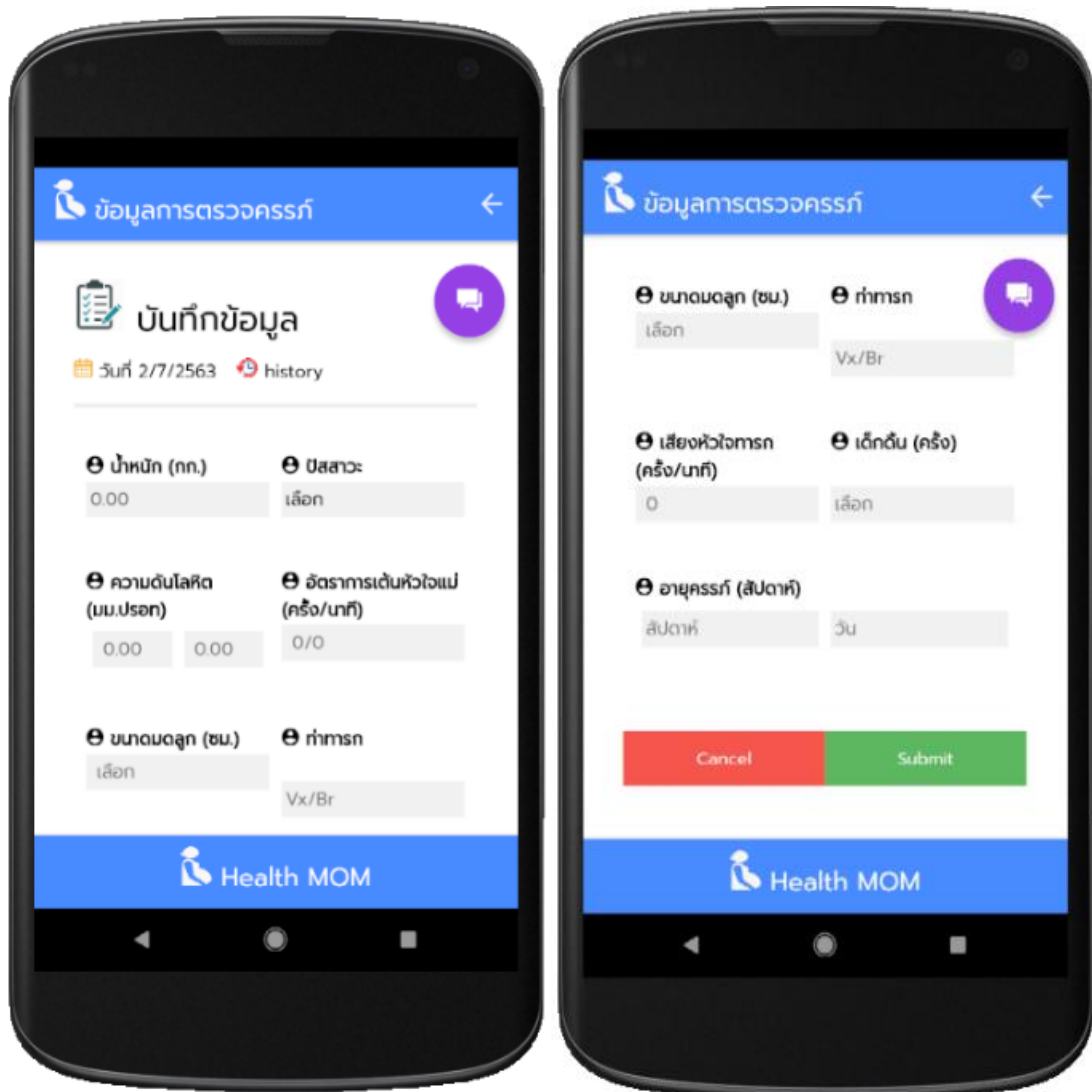 ข้อมูลการตรวจครรภ์
บันทึกข้อมูล
วันที่ 2/7/2563 history
น้ำหนัก (กก.) ปัสสาวะ
0.00 เลือก
ความดันโลหิต อัตราการเต้นหัวใจแม่
(มม.ปรอท) (ครั้ง/นาที)
0.00 0.00 0/0
ขนาดมดลูก (ซม.) ท่าทารก
เลือก
Vx/Br
Health MOM
ข้อมูลการตรวจครรภ์
ขนาดมดลูก (ซม.) ท่าทารก
เลือก
Vx/Br
เสียงหัวใจทารก เด็กดิ้น (ครั้ง)
(ครั้ง/นาที)
0 เลือก
อายุครรภ์ (สัปดาห์)
สัปดาห์ วัน
Cancel Submit
Health MOM